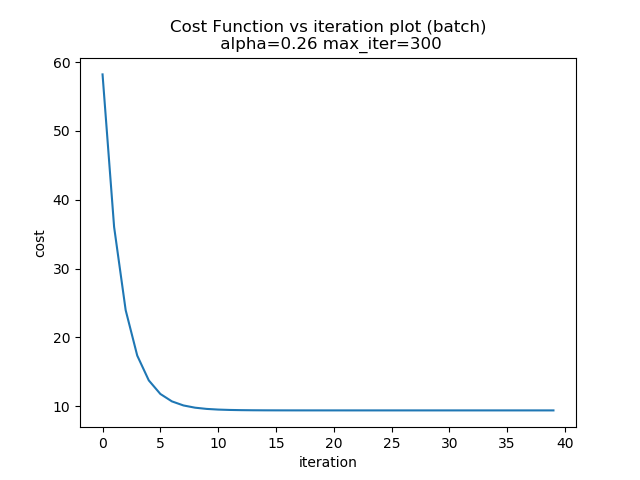 Cost Function vs iteration plot (batch)
alpha=0.26 max_iter=300
60
50
40
30
20
10
cost
0 5 10 15 20 25 30 35 40
iteration